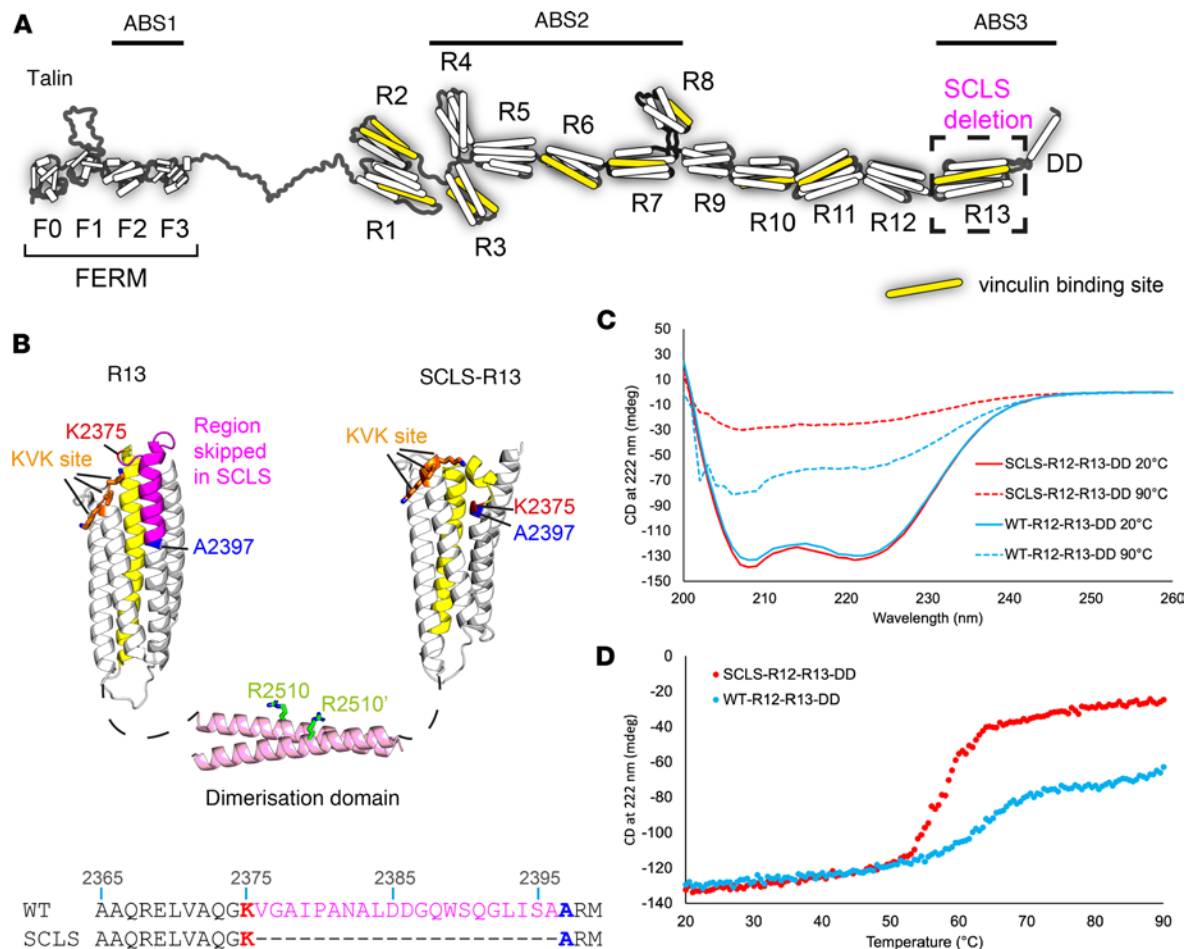 A
ABS1
ABS2
ABS3
Talin
R4
R2
R5
R6
R8
SCLS
deletion
DD
F0 F1 F2 F3
FERM
R1
R3
R7
R9
R10
R11
R12
R13
vinculin binding site
B
R13
SCLS-R13
K2375
KVK site
Region
skipped
in SCLS
A2397
KVK site
K2375
A2397
R2510
R2510'
Dimerisation domain
2365 2375 2385 2395
WT AAQRELVAQGKVGAIPANALDDGQWSQGLISAARM
SCLS AAQRELVAQGK----------------------ARM
C
CD at 222 nm (mdeg)
50
30
10
-10
-30
-50
-70
-90
-110
-130
-150
200 210 220 230 240 250 260
Wavelength (nm)
SCLS-R12-R13-DD 20°C
SCLS-R12-R13-DD 90°C
WT-R12-R13-DD 20°C
WT-R12-R13-DD 90°C
D
CD at 222 nm (mdeg)
0
-20
-40
-60
-80
-100
-120
-140
20 30 40 50 60 70 80 90
Temperature (°C)
SCLS-R12-R13-DD
WT-R12-R13-DD